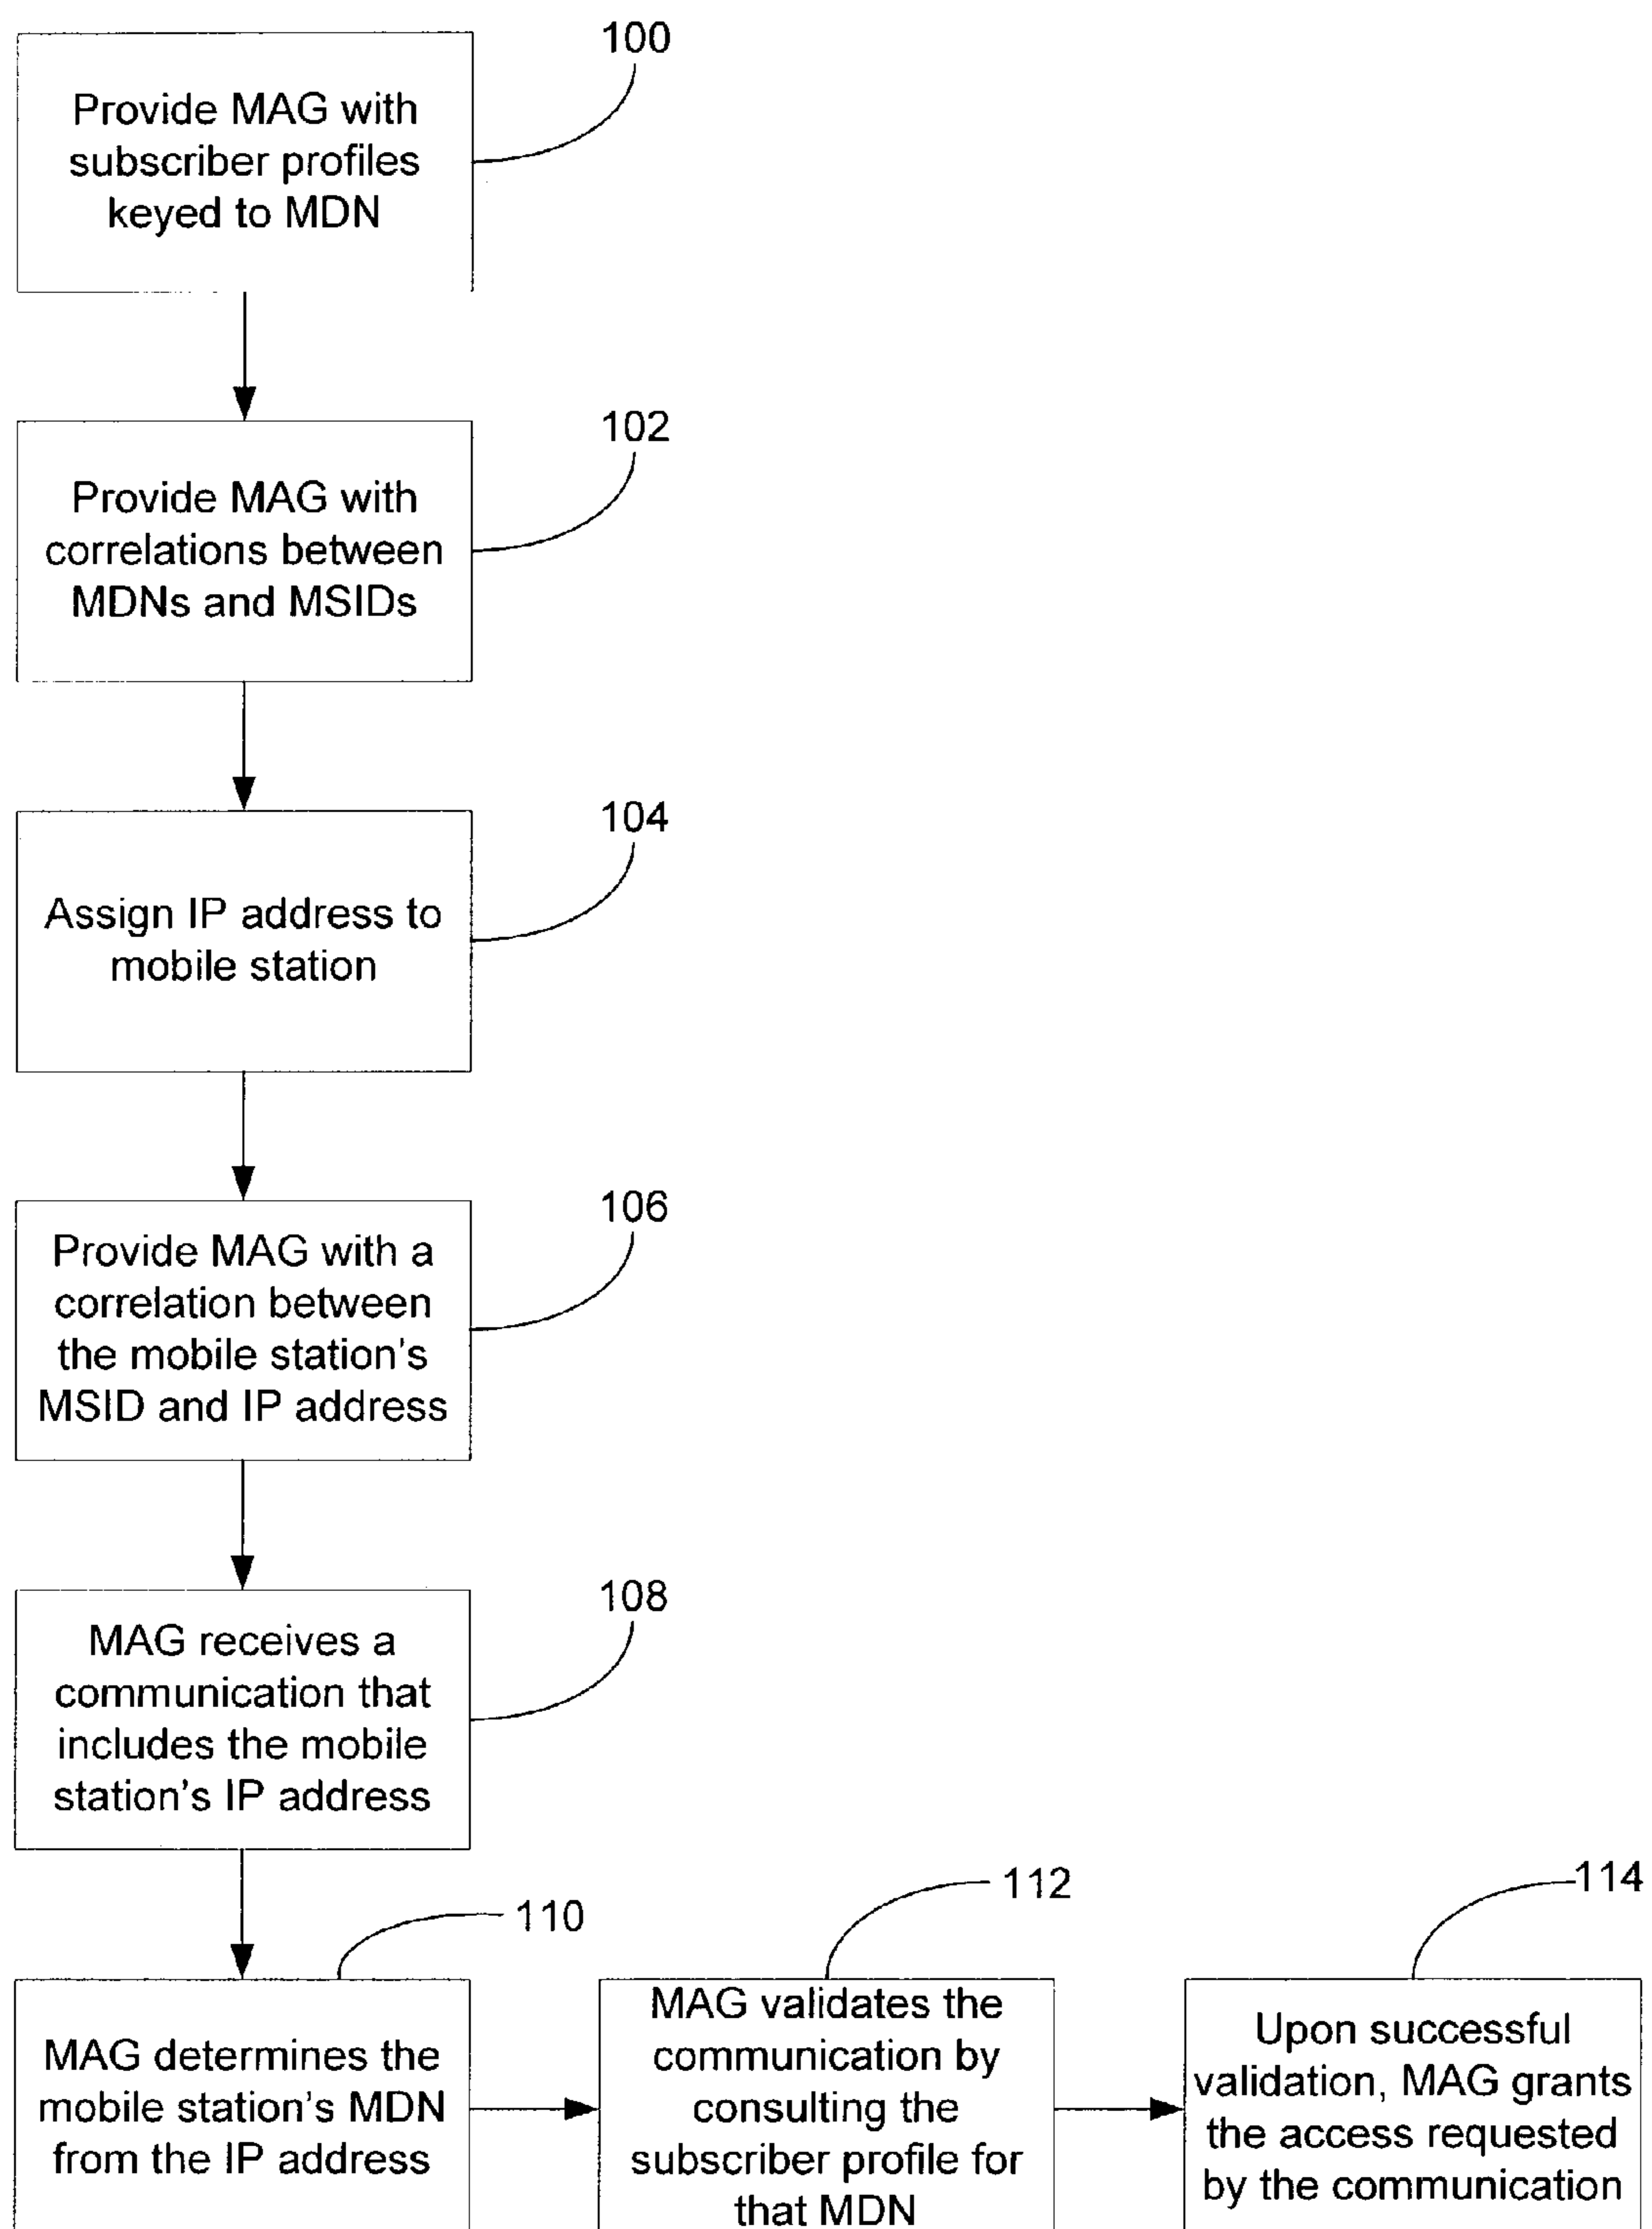 100
Provide MAG with
subscriber profiles
keyed to MDN
102
Provide MAG with
correlations between
MDNs and MSIDs
104
Assign IP address to
mobile station
106
Provide MAG with a
correlation between
the mobile station's
MSID and IP address
108
MAG receives a
communication that
includes the mobile
station's IP address
110
MAG determines the
mobile station's MDN
from the IP address
112
MAG validates the
communication by
consulting the
subscriber profile for
that MDN
114
Upon successful
validation, MAG grants
the access requested
by the communication